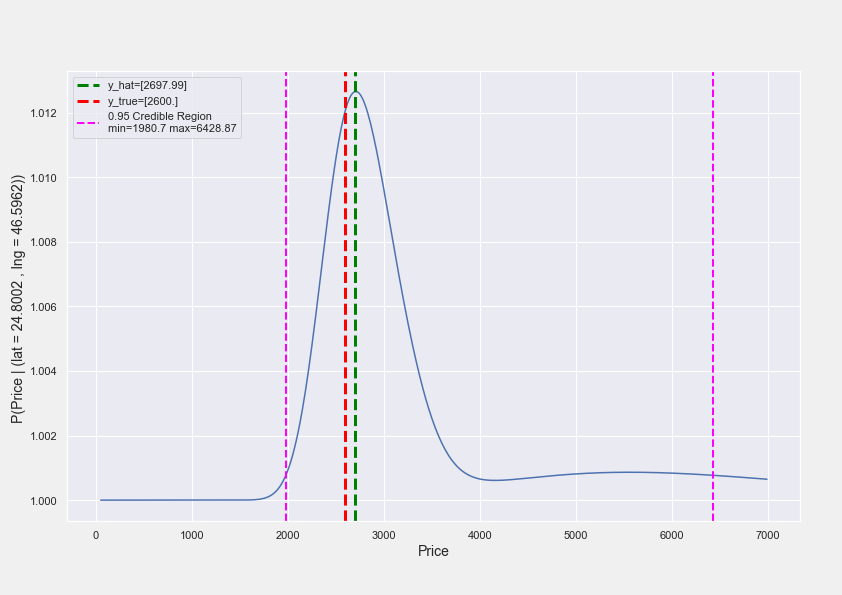 y_hat=[2697.99]
y_true=[2600.]
0.95 Credible Region
min=1980.7 max=6428.87
1.012
1.010
1.008
1.006
1.004
1.002
1.000
P(Price | (lat = 24.8002 , lng = 46.5962))
0 1000 2000 3000 4000 5000 6000 7000
Price